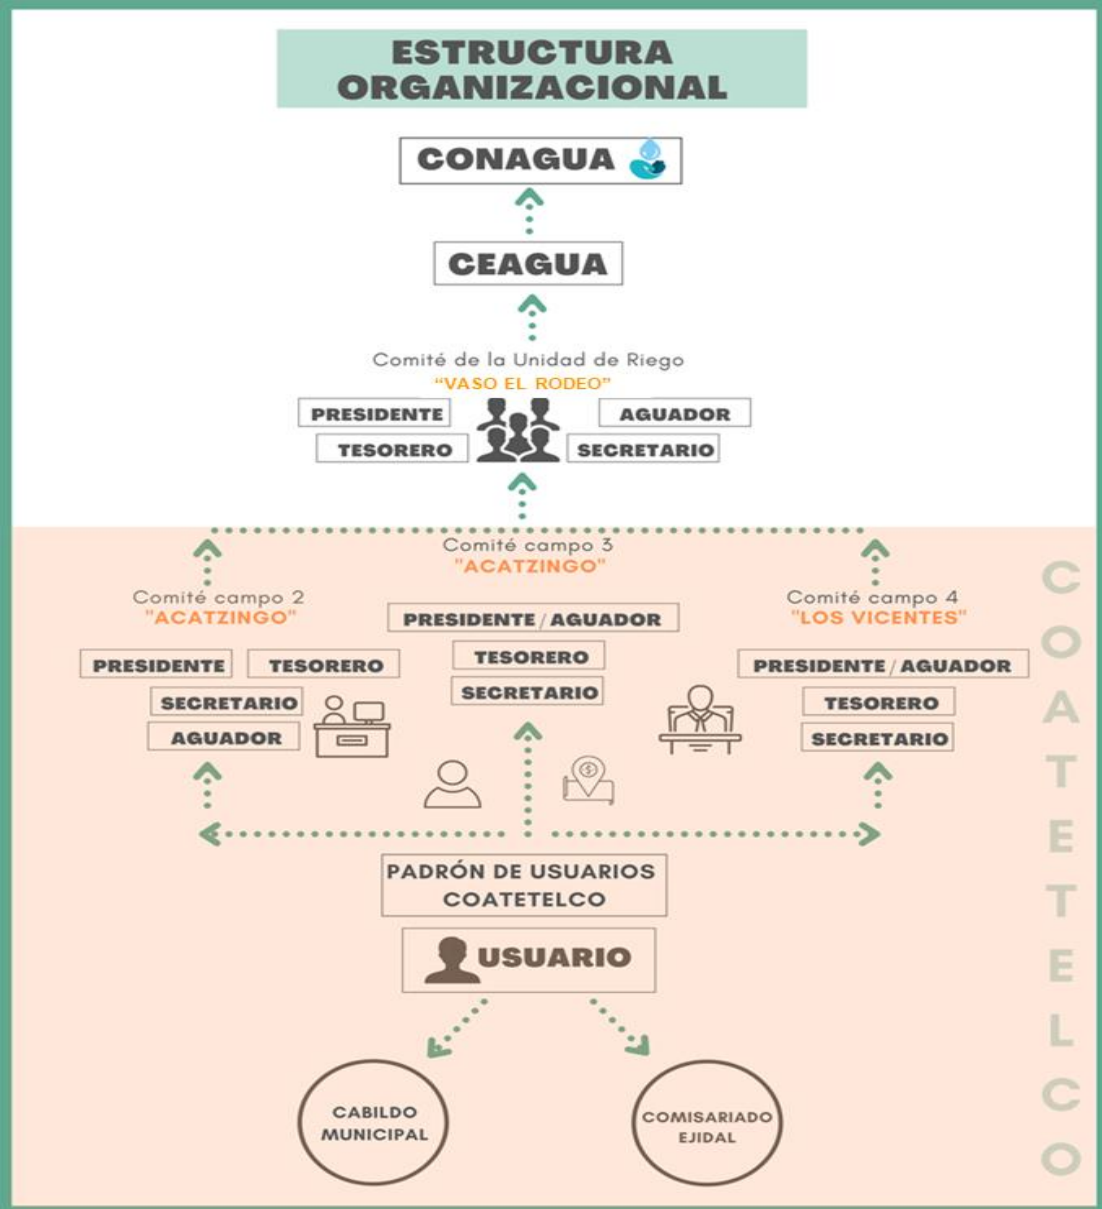 ESTRUCTURA
ORGANIZACIONAL
CONAGUA
CEAGUA
Comité de la Unidad de Riego
“VASO EL RODEO”
PRESIDENTE
AGUADOR
TESORERO
SECRETARIO
Comité campo 2
"ACATZINGO"
PRESIDENTE
TESORERO
SECRETARIO
AGUADOR
Comité campo 3
"ACATZINGO"
PRESIDENTE / AGUADOR
TESORERO
SECRETARIO
Comité campo 4
"LOS VICENTES"
PRESIDENTE / AGUADOR
TESORERO
SECRETARIO
PADRÓN DE USUARIOS
COATETELCO
USUARIO
CABILDO
MUNICIPAL
COMISARIADO
EJIDAL
COATETELCO